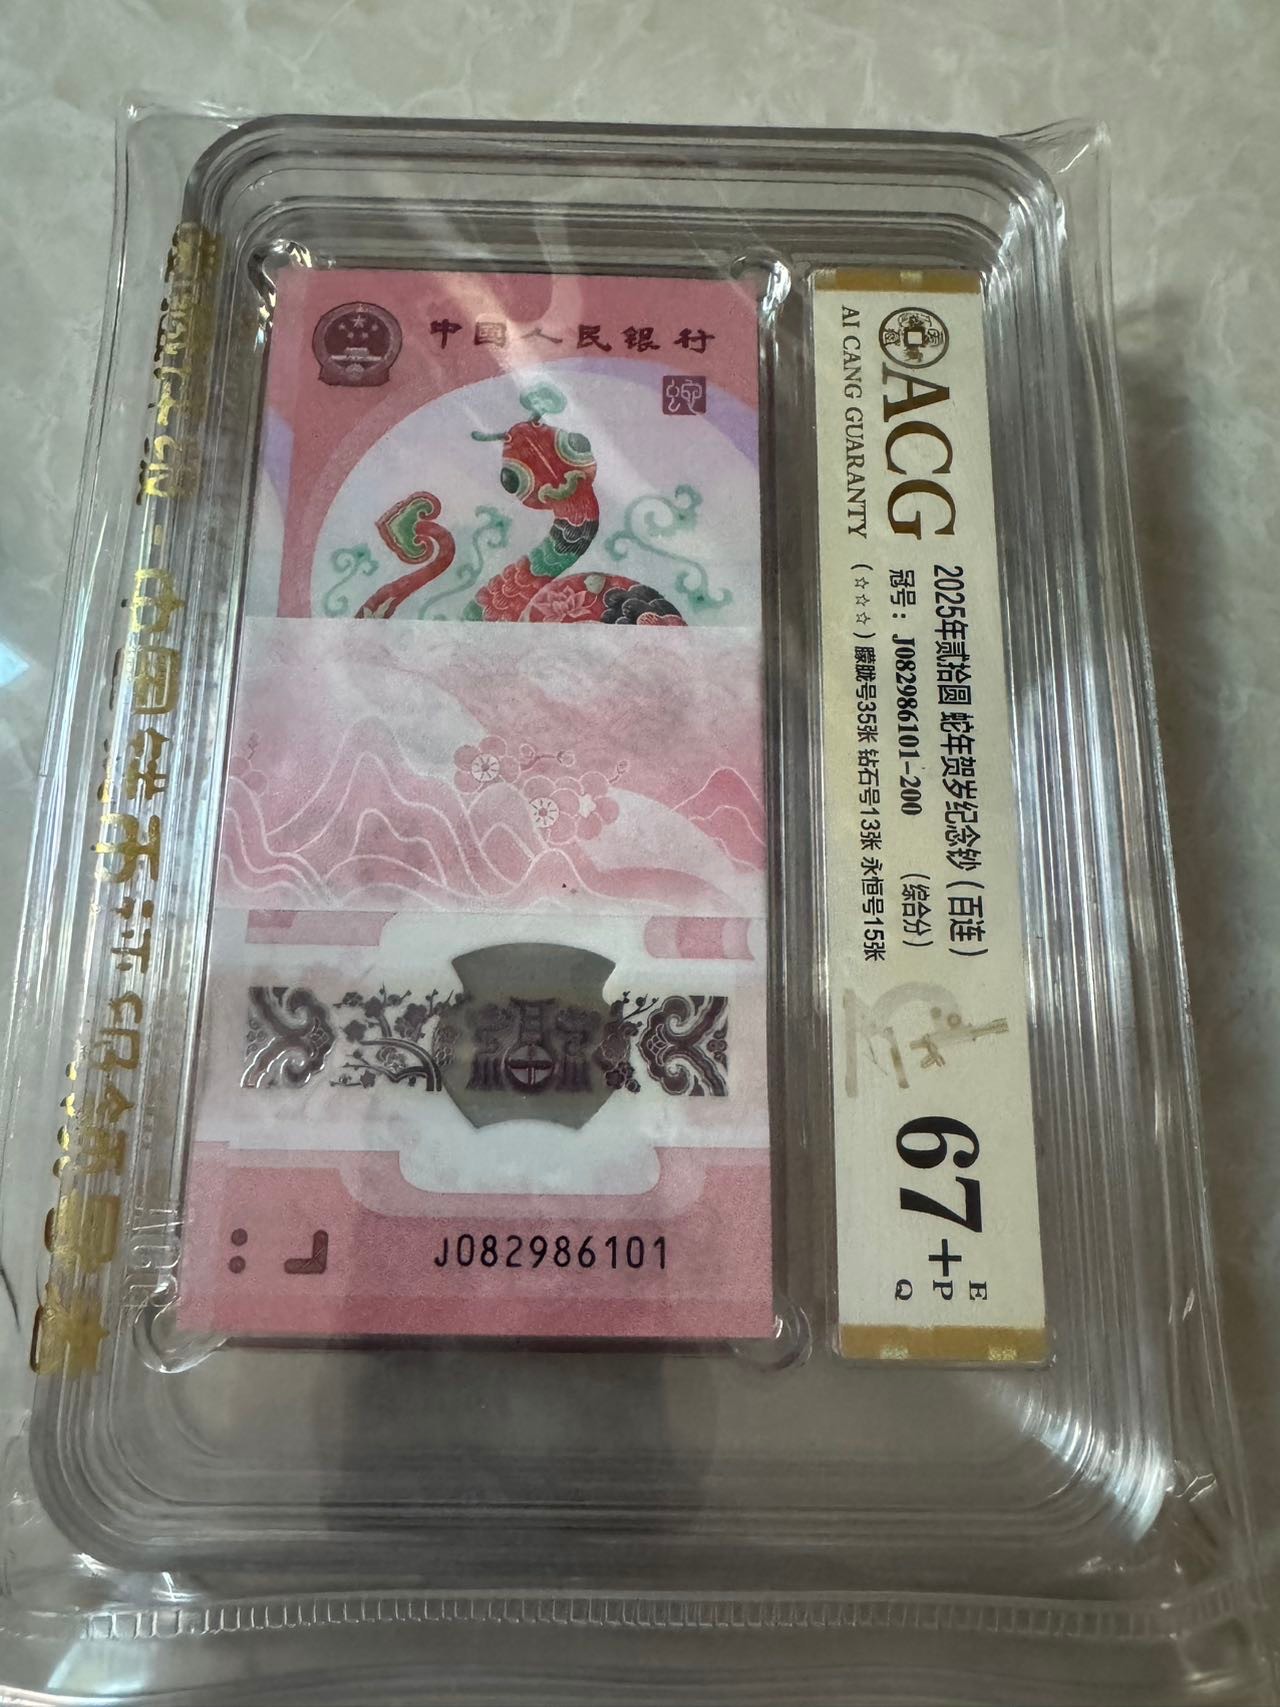 中国人民银行
J082986101
ACG
AI CANG GUARANTY
2025年贰拾圆 蛇年贺岁纪念钞（百连）
冠号：J082986101-200 （综合分）
（☆☆☆）朦胧号35张 钻石号13张 永恒号15张
67+
E
P
Q